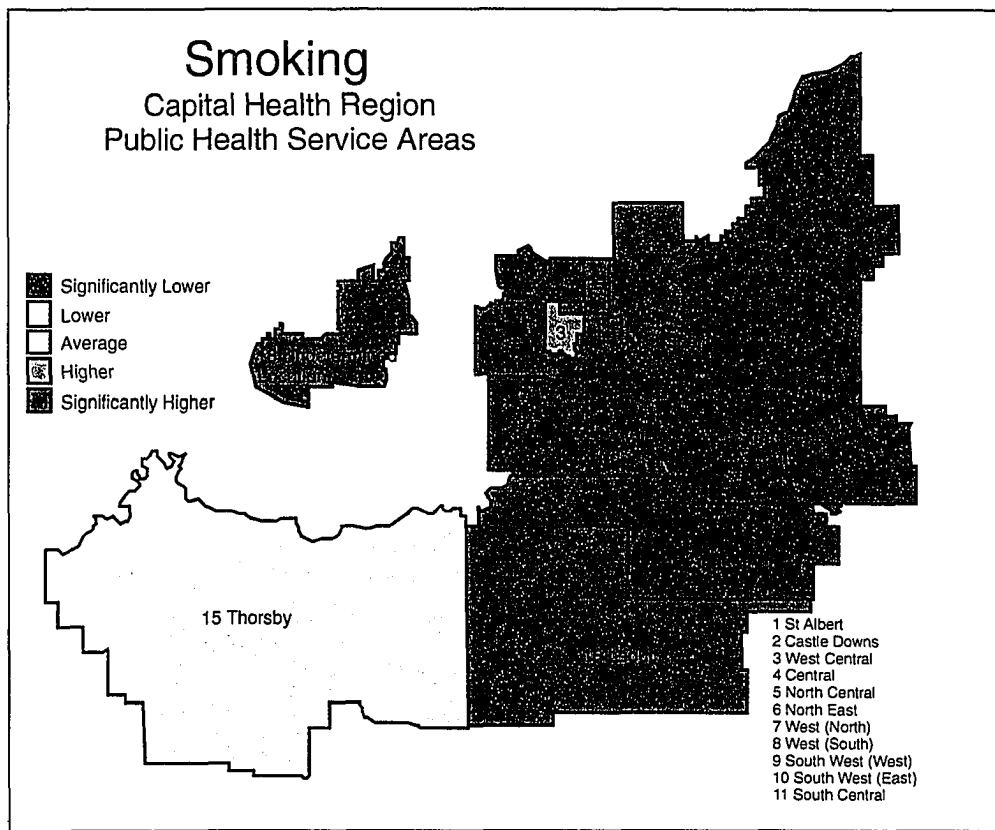 Smoking
Capital Health Region
Public Health Service Areas
Significantly Lower
Lower
Average
Higher
Significantly Higher
3
15 Thorsby
1 St Albert
2 Castle Downs
3 West Central
4 Central
5 North Central
6 North East
7 West (North)
8 West (South)
9 South West (West)
10 South West (East)
11 South Central